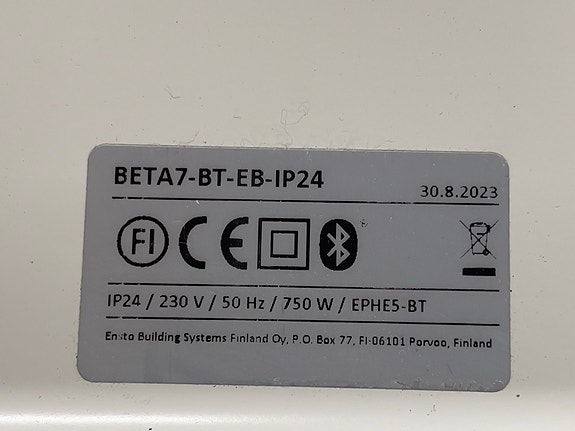 BETA7-BT-EB-IP24
30.8.2023
FI CE
IP24 / 230 V / 50 Hz / 750 W / EPHE5-BT
Ensto Building Systems Finland Oy, P.O. Box 77, FI-06101 Porvoo, Finland